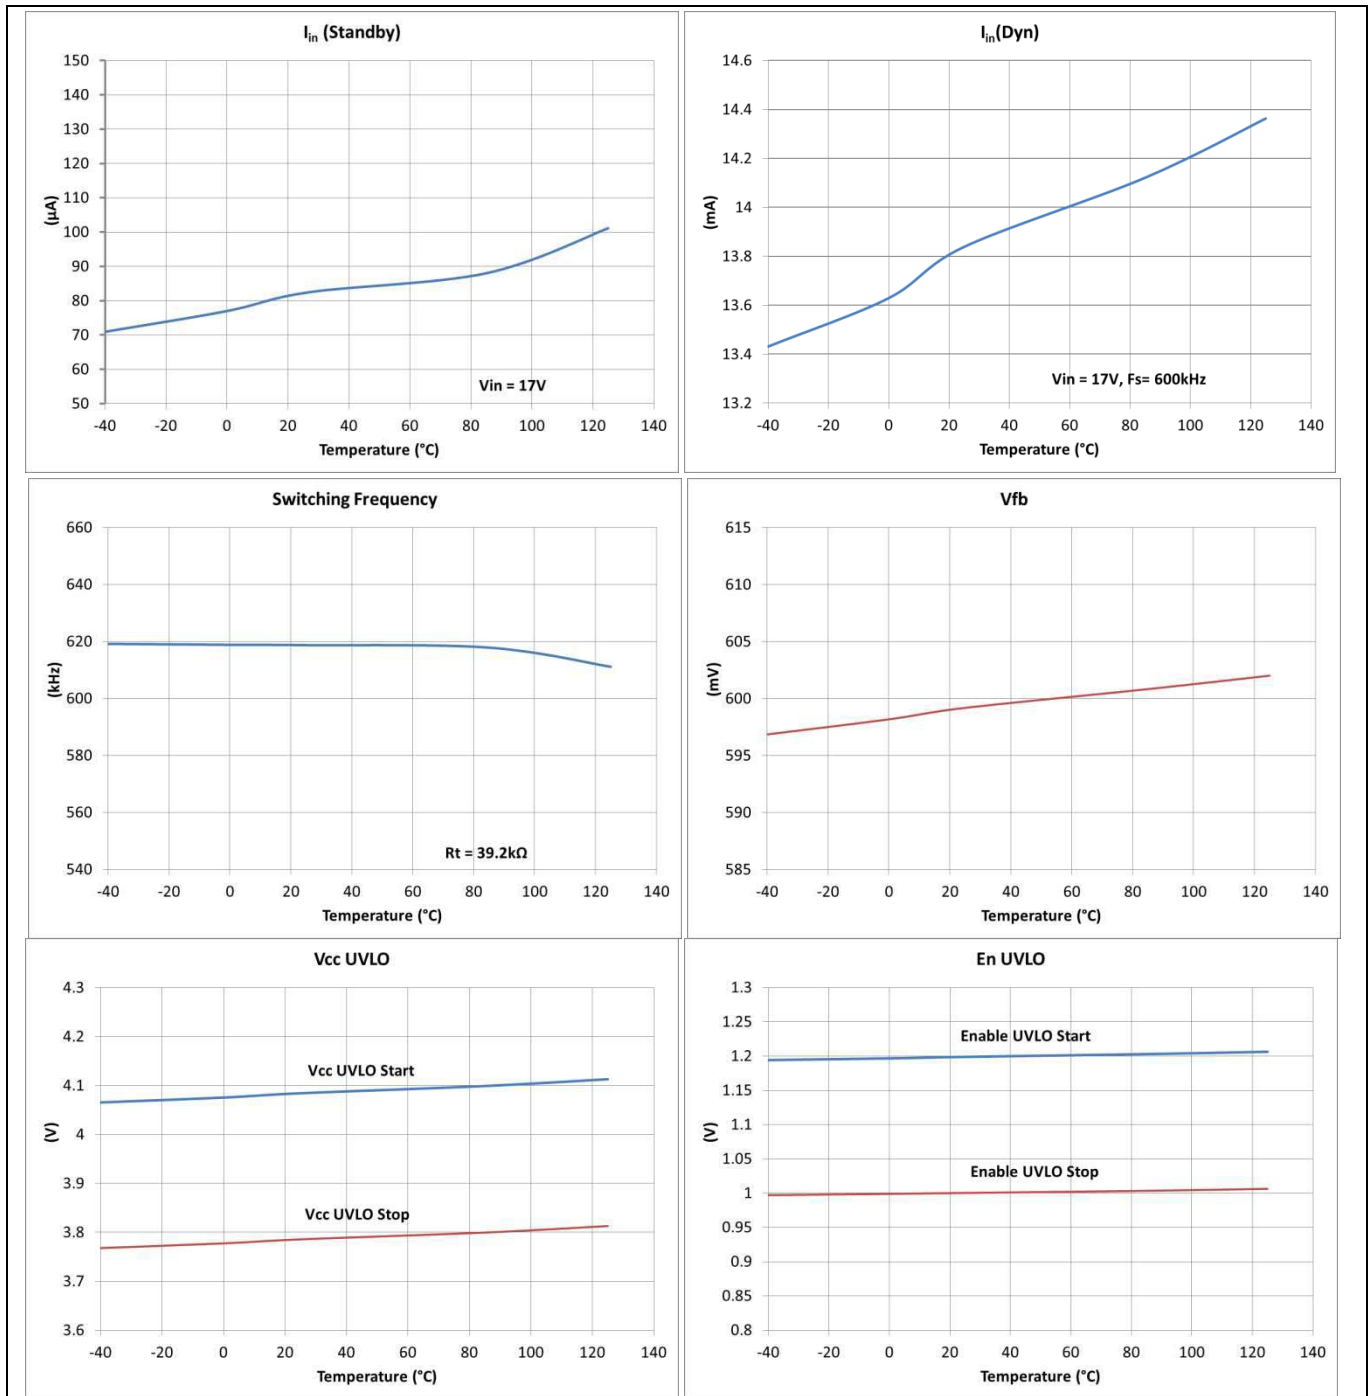 I_in (Standby)
150
140
130
120
110
100
90
80
70
60
50
(µA)
Vin = 17V
-40 -20 0 20 40 60 80 100 120 140
Temperature (°C)
I_in(Dyn)
14.6
14.4
14.2
14
13.8
13.6
13.4
13.2
(mA)
Vin = 17V, Fs= 600kHz
-40 -20 0 20 40 60 80 100 120 140
Temperature (°C)
Switching Frequency
660
640
620
600
580
560
540
(kHz)
Rt = 39.2kΩ
-40 -20 0 20 40 60 80 100 120 140
Temperature (°C)
Vfb
615
610
605
600
595
590
585
(mV)
-40 -20 0 20 40 60 80 100 120 140
Temperature (°C)
Vcc UVLO
4.3
4.2
4.1
4
3.9
3.8
3.7
3.6
(V)
Vcc UVLO Start
Vcc UVLO Stop
-40 -20 0 20 40 60 80 100 120 140
Temperature (°C)
En UVLO
1.3
1.25
1.2
1.15
1.1
1.05
1
0.95
0.9
0.85
0.8
(V)
Enable UVLO Start
Enable UVLO Stop
-40 -20 0 20 40 60 80 100 120 140
Temperature (°C)